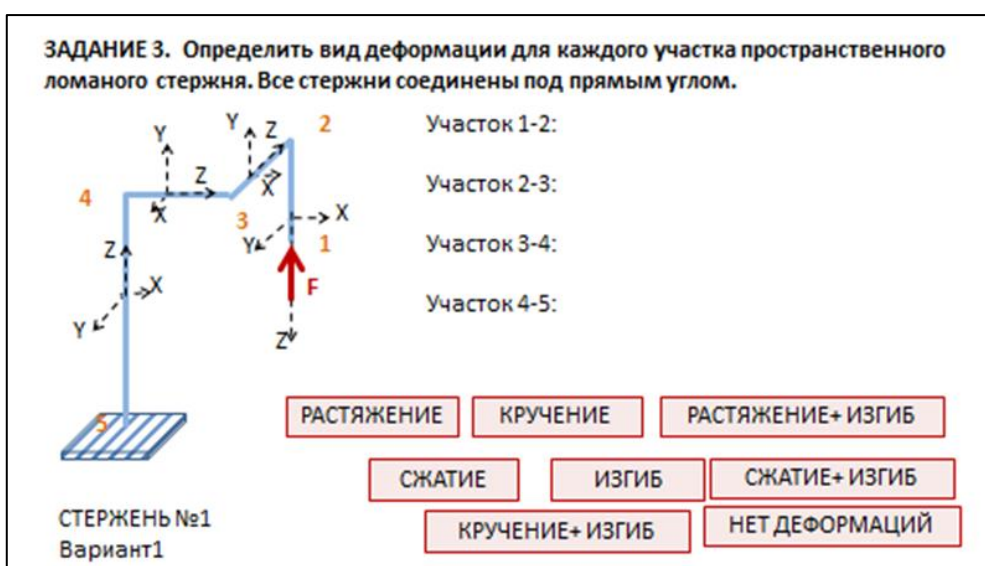 ЗАДАНИЕ 3. Определить вид деформации для каждого участка пространственного
ломаного стержня. Все стержни соединены под прямым углом.
Y Z 2
Y
Участок 1-2:
Z X
Участок 2-3:
4 X 3 X
Y 1
Участок 3-4:
Z
X F
Участок 4-5:
Y
Z
5
РАСТЯЖЕНИЕ КРУЧЕНИЕ РАСТЯЖЕНИЕ+ ИЗГИБ
СЖАТИЕ ИЗГИБ СЖАТИЕ+ ИЗГИБ
КРУЧЕНИЕ+ ИЗГИБ НЕТ ДЕФОРМАЦИЙ
СТЕРЖЕНЬ №1
Вариант1